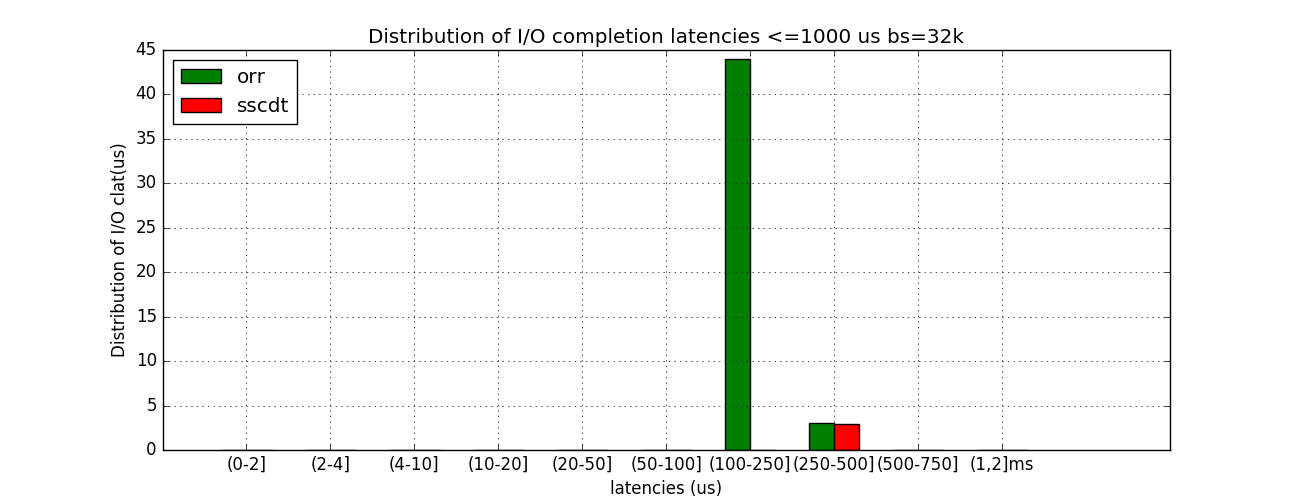 Distribution of I/O completion latencies <=1000 us bs=32k
orr
sscdt
Distribution of I/O clat(us)
45
40
35
30
25
20
15
10
5
0
(0-2] (2-4] (4-10] (10-20] (20-50] (50-100] (100-250] (250-500] (500-750] (1,2]ms
latencies (us)